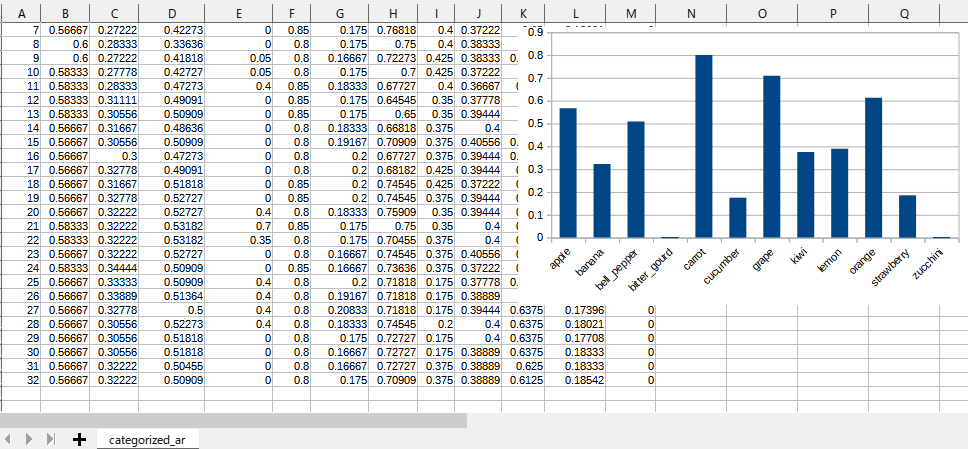 A B C D E F G H I J K L M N O P Q
7 0.56667 0.27222 0.42273 0 0.85 0.175 0.76818 0.4 0.37222
8 0.6 0.28333 0.33636 0 0.8 0.175 0.75 0.4 0.38333
9 0.6 0.27222 0.41818 0.05 0.8 0.16667 0.72273 0.425 0.38333 0.
10 0.58333 0.27778 0.42727 0.05 0.8 0.175 0.7 0.425 0.37222
11 0.58333 0.28333 0.47273 0.4 0.85 0.18333 0.67727 0.4 0.36667
12 0.58333 0.31111 0.49091 0 0.85 0.175 0.64545 0.35 0.37778
13 0.58333 0.30556 0.50909 0 0.85 0.175 0.65 0.35 0.39444
14 0.56667 0.31667 0.48636 0 0.8 0.18333 0.66818 0.375 0.4
15 0.56667 0.30556 0.50909 0 0.8 0.19167 0.70909 0.375 0.40556 0.
16 0.56667 0.3 0.47273 0 0.8 0.2 0.67727 0.375 0.39444 0.
17 0.56667 0.32778 0.49091 0 0.8 0.2 0.68182 0.425 0.39444
18 0.56667 0.31667 0.51818 0 0.85 0.2 0.74545 0.425 0.37222
19 0.56667 0.32778 0.52727 0 0.85 0.2 0.74545 0.375 0.39444
20 0.56667 0.32222 0.52727 0.4 0.8 0.18333 0.75909 0.35 0.39444
21 0.58333 0.32222 0.53182 0.7 0.85 0.175 0.75 0.35 0.4
22 0.58333 0.32222 0.53182 0.35 0.8 0.175 0.70455 0.375 0.4
23 0.56667 0.32222 0.52727 0 0.8 0.16667 0.74545 0.375 0.40556
24 0.58333 0.34444 0.50909 0 0.85 0.16667 0.73636 0.375 0.37222
25 0.56667 0.33333 0.50909 0.4 0.8 0.2 0.71818 0.175 0.37778 0.
26 0.56667 0.33889 0.51364 0.4 0.8 0.19167 0.71818 0.175 0.38889
27 0.56667 0.32778 0.5 0.4 0.8 0.20833 0.71818 0.175 0.39444 0.6375 0.17396 0
28 0.56667 0.30556 0.52273 0.4 0.8 0.18333 0.74545 0.2 0.4 0.6375 0.18021 0
29 0.56667 0.30556 0.51818 0 0.8 0.175 0.72727 0.175 0.4 0.6375 0.17708 0
30 0.56667 0.30556 0.51818 0 0.8 0.16667 0.72727 0.175 0.38889 0.6375 0.18333 0
31 0.56667 0.32222 0.50455 0 0.8 0.16667 0.72727 0.375 0.38889 0.625 0.18333 0
32 0.56667 0.32222 0.50909 0 0.8 0.175 0.70909 0.375 0.38889 0.6125 0.18542 0
0.9
0.8
0.7
0.6
0.5
0.4
0.3
0.2
0.1
0
apple banana bell_pepper bitter_gourd carrot cucumber grape kiwi lemon orange strawberry zucchini
categorized_ar